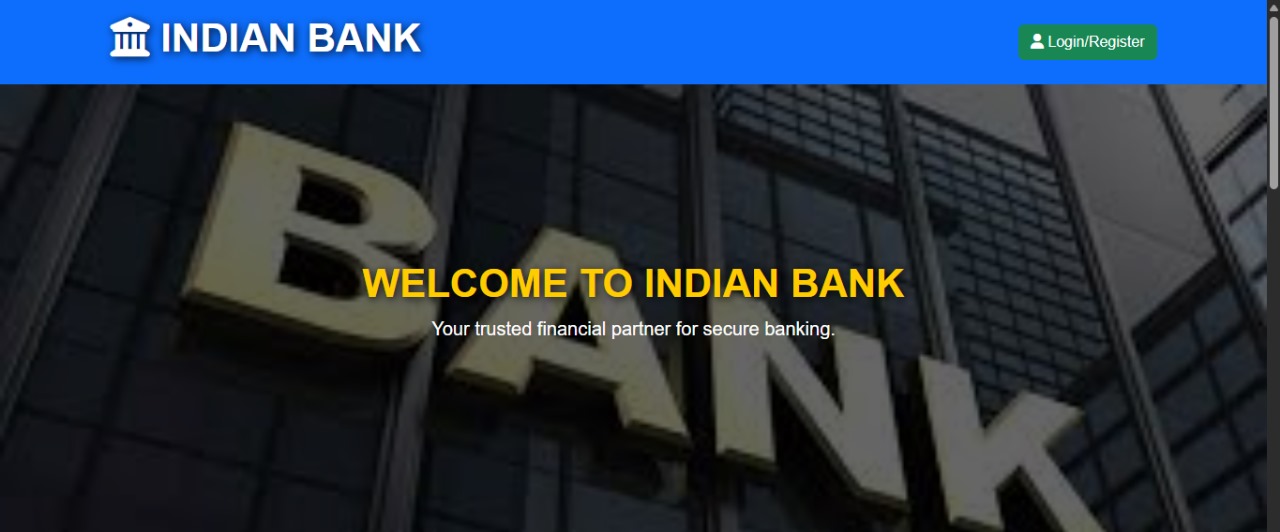 INDIAN BANK
Login/Register
BANK
WELCOME TO INDIAN BANK
Your trusted financial partner for secure banking.